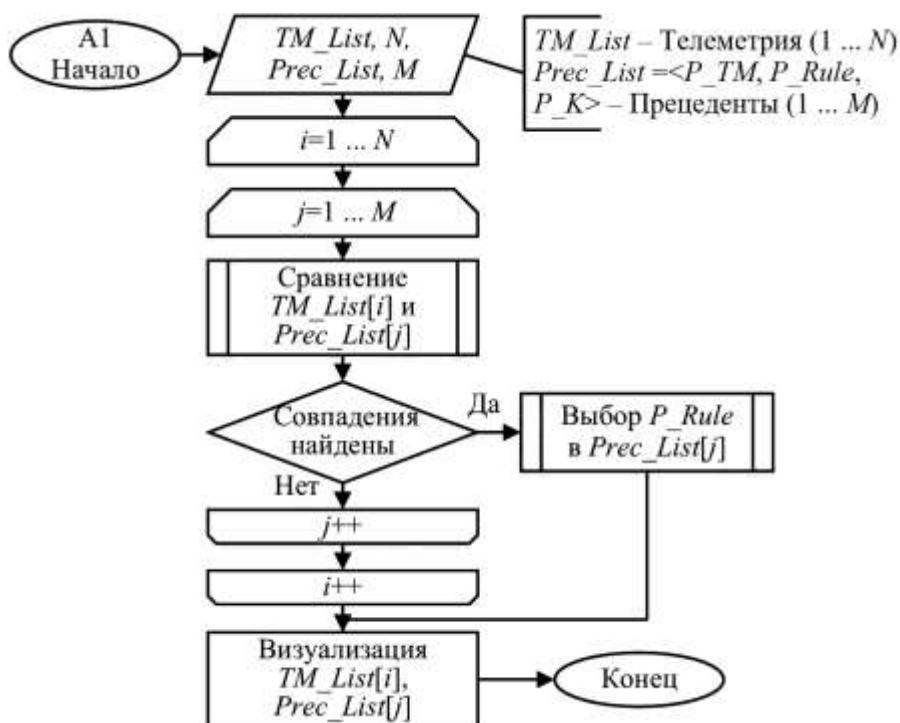 А1
Начало
TM_List, N,
Prec_List, M
TM_List – Телеметрия (1 ... N)
Prec_List =<P_TM, P_Rule,
P_K> – Прецеденты (1 ... M)
i=1 ... N
j=1 ... M
Сравнение
TM_List[i] и
Prec_List[j]
Совпадения
найдены
Да
Выбор P_Rule
в Prec_List[j]
Нет
j++
i++
Визуализация
TM_List[i],
Prec_List[j]
Конец